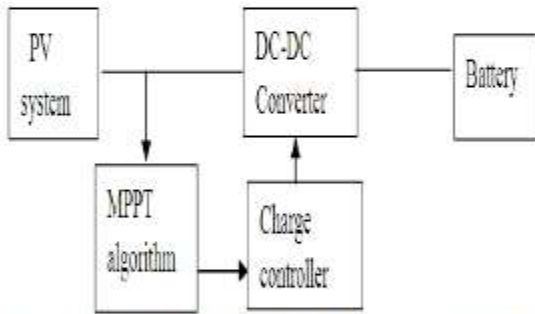 PV
system
DC-DC
Converter
Battery
MPPT
algorithm
Charge
controller